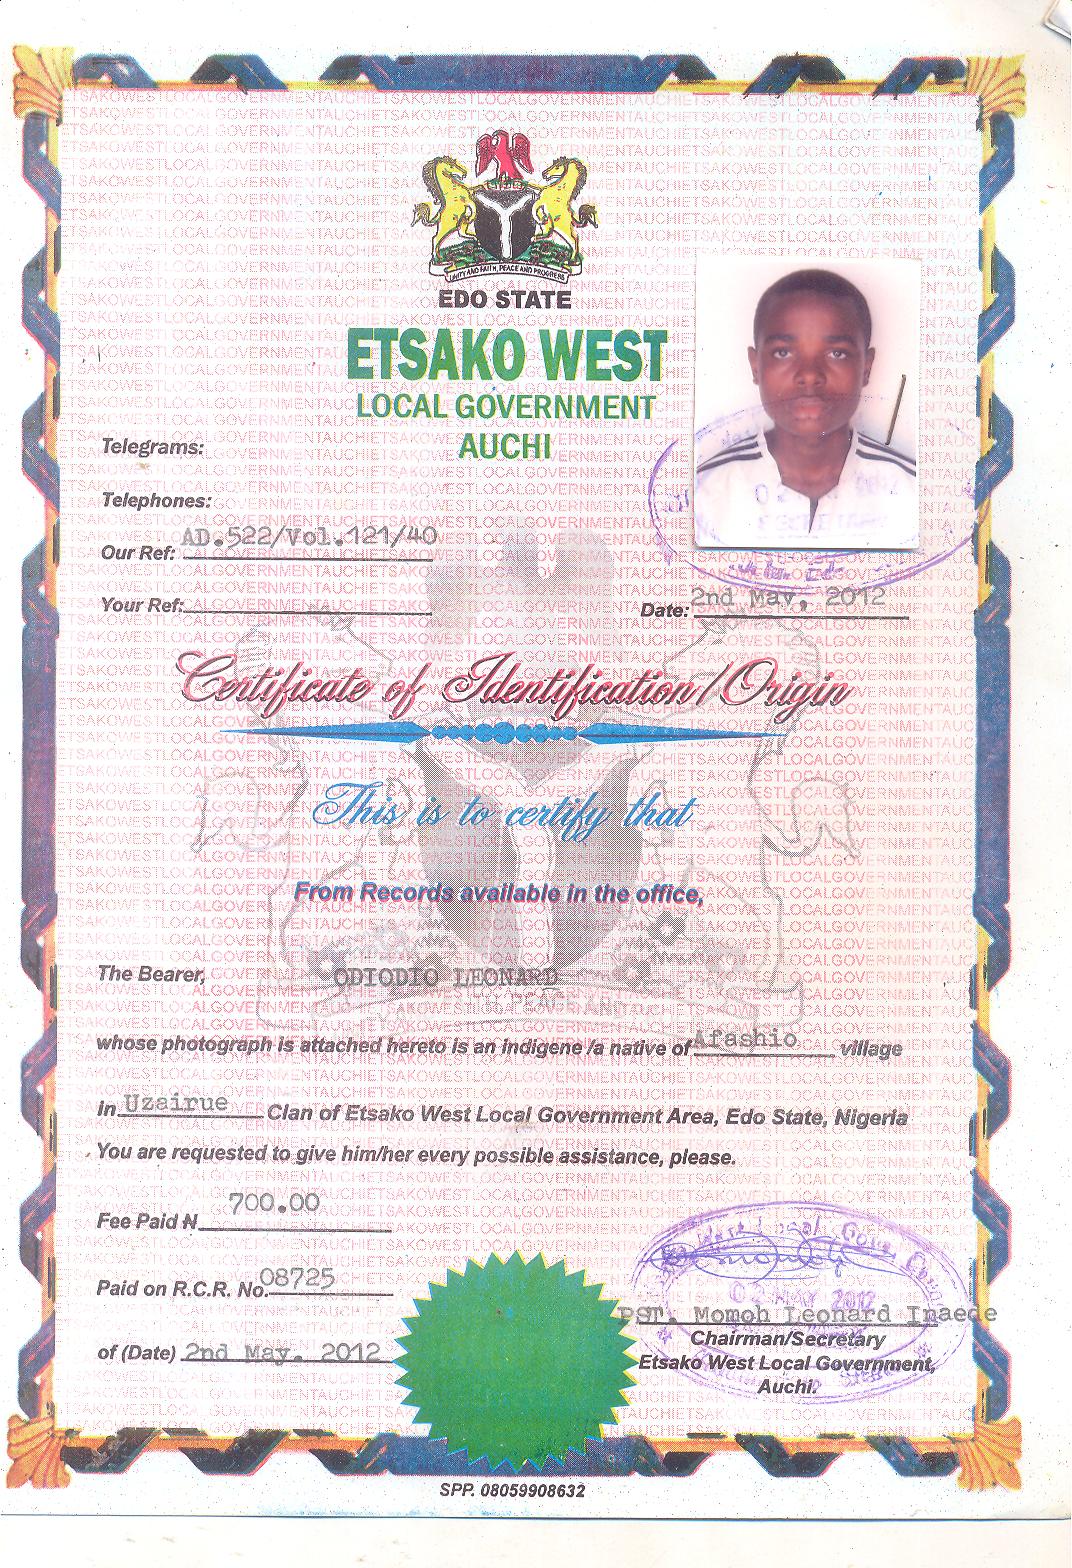 UNITY AND FAITH, PEACE AND PROGRESS
EDO STATE
ETSAKO WEST
LOCAL GOVERNMENT
AUCHI
Telegrams:
Telephones:
Our Ref: AD.522/Vol.121/40
Your Ref:
Date: 2nd May, 2012
Certificate of Identification/Origin
This is to certify that
From Records available in the office,
The Bearer, ODIODIO LEONARD
whose photograph is attached hereto is an indigene /a native of Afashio village
In Uzairue Clan of Etsako West Local Government Area, Edo State, Nigeria
You are requested to give him/her every possible assistance, please.
Fee Paid N 700.00
Paid on R.C.R. No. 08725
of (Date) 2nd May. 2012
02 MAY 2012
PST. Momoh Leonard Inaede
Chairman/Secretary
Etsako West Local Government,
Auchi.
SPP. 08059908632